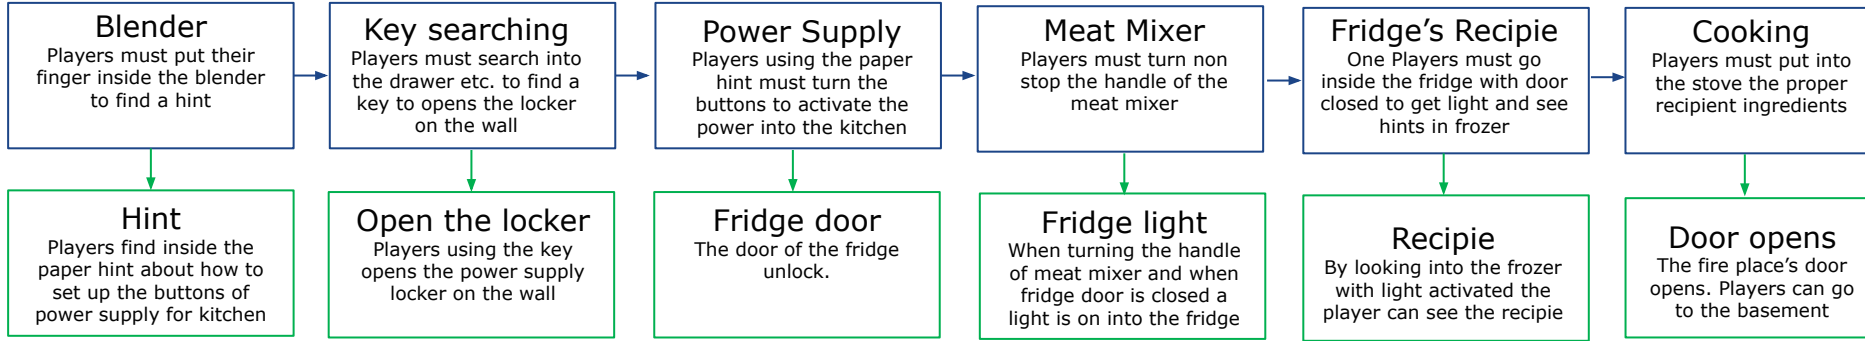 Blender
Players must put their
finger inside the blender
to find a hint
Key searching
Players must search into
the drawer etc. to find a
key to opens the locker
on the wall
Power Supply
Players using the paper
hint must turn the
buttons to activate the
power into the kitchen
Meat Mixer
Players must turn non
stop the handle of the
meat mixer
Fridge's Recipie
One Players must go
inside the fridge with door
closed to get light and see
hints in frozer
Cooking
Players must put into
the stove the proper
recipient ingredients
Hint
Players find inside the
paper hint about how to
set up the buttons of
power supply for kitchen
Open the locker
Players using the key
opens the power supply
locker on the wall
Fridge door
The door of the fridge
unlock.
Fridge light
When turning the handle
of meat mixer and when
fridge door is closed a
light is on into the fridge
Recipie
By looking into the frozer
with light activated the
player can see the recipie
Door opens
The fire place's door
opens. Players can go
to the basement